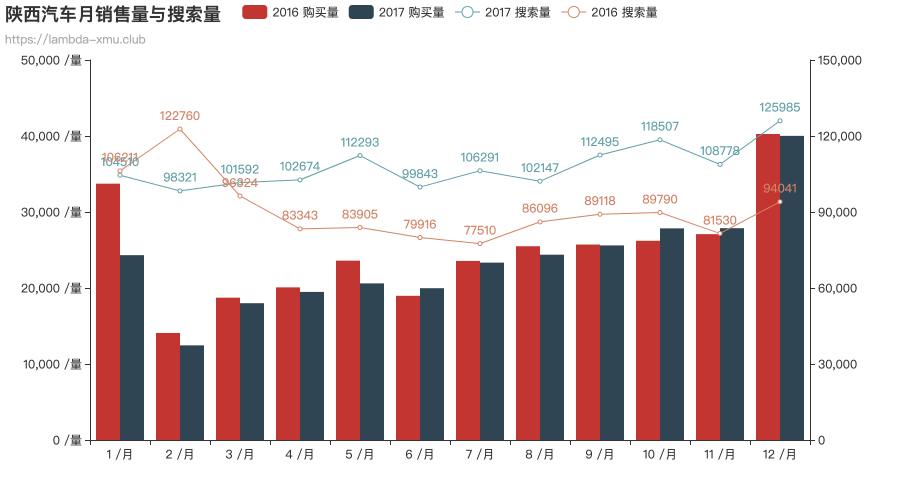 陕西汽车月销售量与搜索量
2016 购买量 2017 购买量 2017 搜索量 2016 搜索量
https://lambda-xmu.club
50,000 /量 150,000
125985
122760
118507
40,000 /量 120,000
112293 112495
106211 104510 98321 101592 102674 99843 106291 102147 108778
96324
94041
30,000 /量 90,000
83343 83905 79916 77510 86096 89118 89790 81530
20,000 /量 60,000
10,000 /量 30,000
0 /量 0
1 /月 2 /月 3 /月 4 /月 5 /月 6 /月 7 /月 8 /月 9 /月 10 /月 11 /月 12 /月